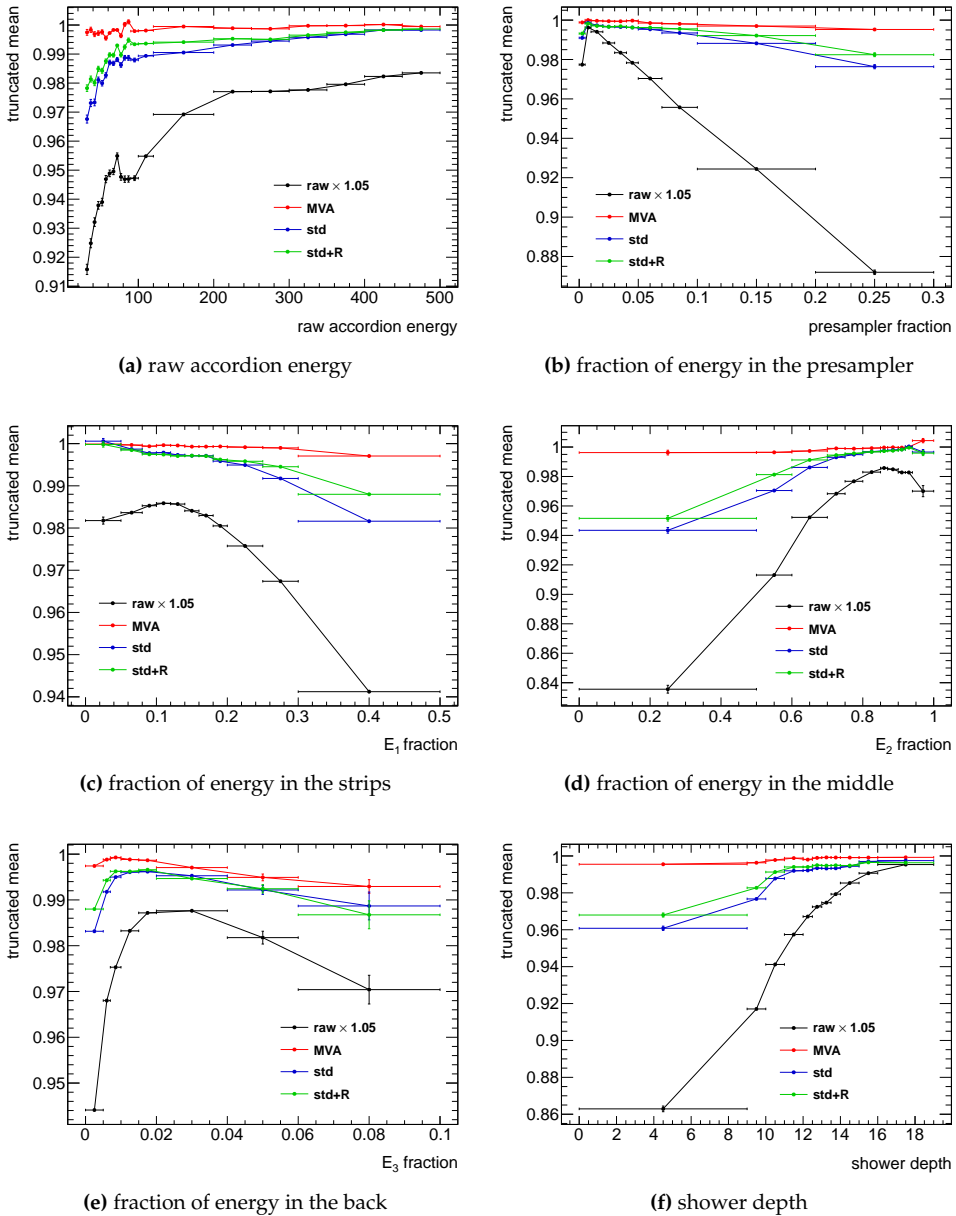 truncated mean
1
0.99
0.98
0.97
0.96
0.95
0.94
0.93
0.92
0.91
100 200 300 400 500
raw accordion energy
raw × 1.05
MVA
std
std+R
(a) raw accordion energy
truncated mean
1
0.98
0.96
0.94
0.92
0.9
0.88
0 0.05 0.1 0.15 0.2 0.25 0.3
presampler fraction
raw × 1.05
MVA
std
std+R
(b) fraction of energy in the presampler
truncated mean
1
0.99
0.98
0.97
0.96
0.95
0.94
0 0.1 0.2 0.3 0.4 0.5
E₁ fraction
raw × 1.05
MVA
std
std+R
(c) fraction of energy in the strips
truncated mean
1
0.98
0.96
0.94
0.92
0.9
0.88
0.86
0.84
0 0.2 0.4 0.6 0.8 1
E₂ fraction
raw × 1.05
MVA
std
std+R
(d) fraction of energy in the middle
truncated mean
1
0.99
0.98
0.97
0.96
0.95
0 0.02 0.04 0.06 0.08 0.1
E₃ fraction
raw × 1.05
MVA
std
std+R
(e) fraction of energy in the back
truncated mean
1
0.98
0.96
0.94
0.92
0.9
0.88
0.86
0 2 4 6 8 10 12 14 16 18
shower depth
raw × 1.05
MVA
std
std+R
(f) shower depth